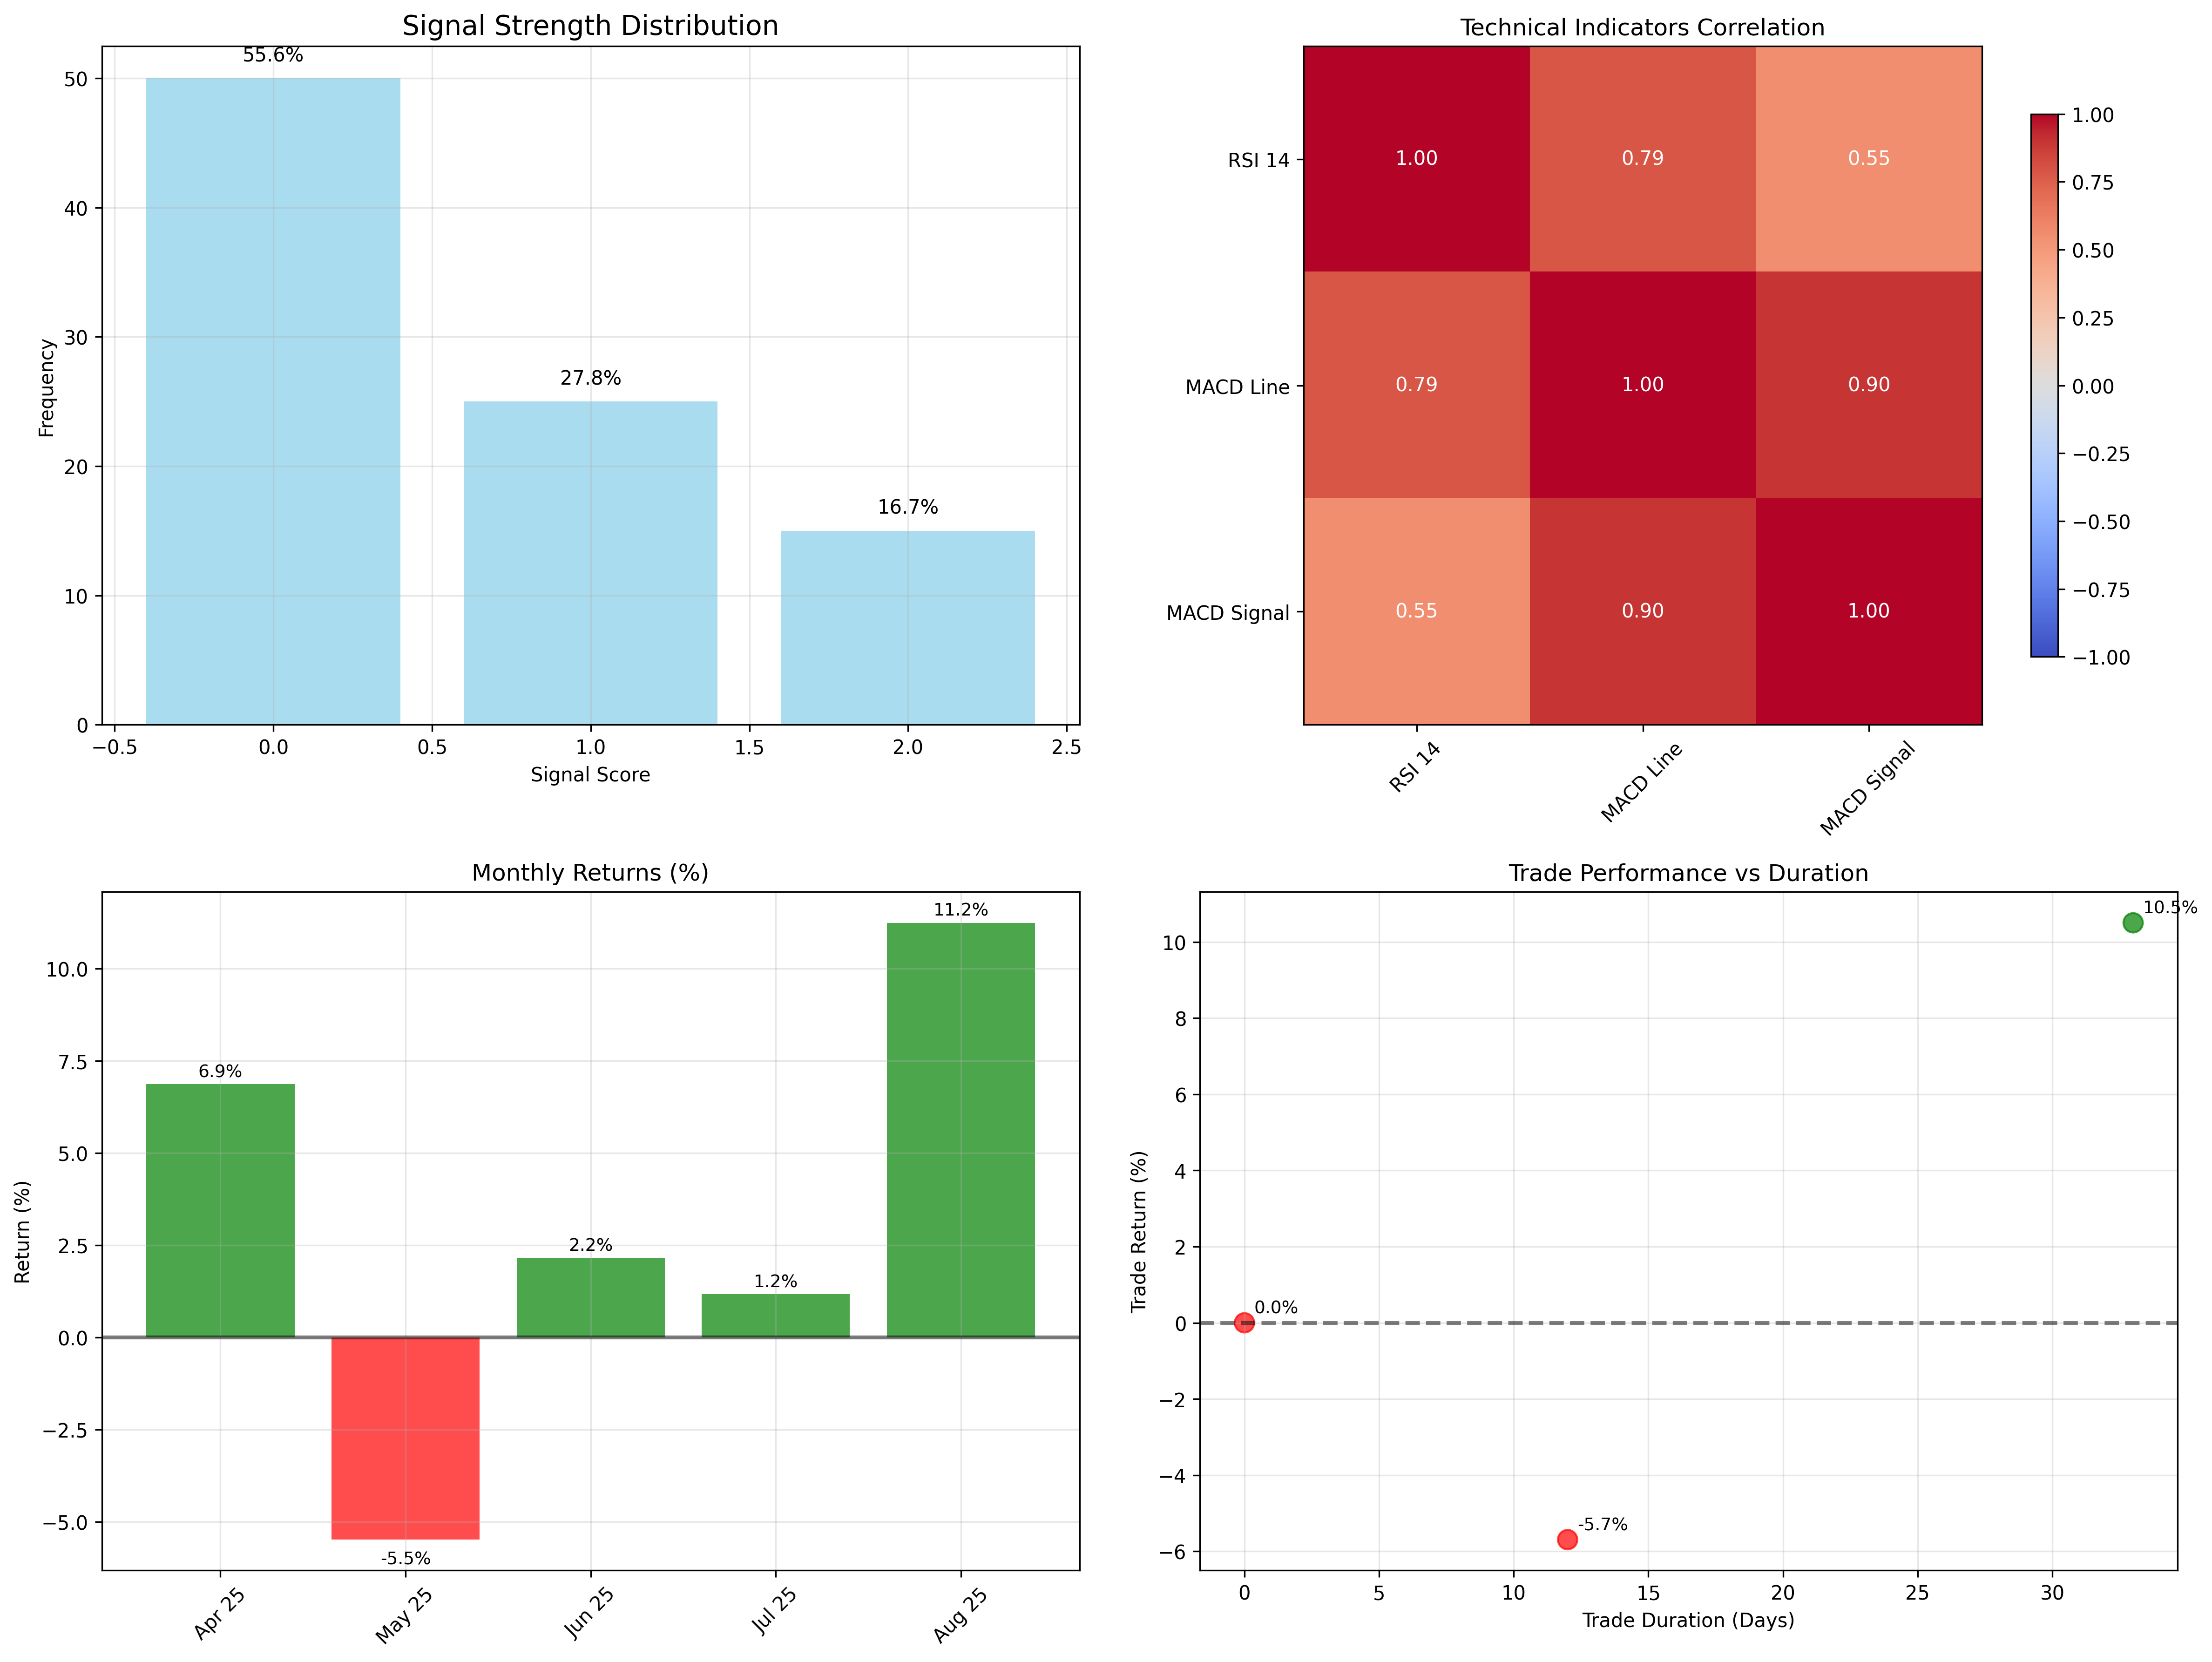 Signal Strength Distribution
55.6%
27.8%
16.7%
50
40
30
20
10
0
Frequency
−0.5 0.0 0.5 1.0 1.5 2.0 2.5
Signal Score
Technical Indicators Correlation
RSI 14 1.00 0.79 0.55
MACD Line 0.79 1.00 0.90
MACD Signal 0.55 0.90 1.00
RSI 14 MACD Line MACD Signal
1.00
0.75
0.50
0.25
0.00
−0.25
−0.50
−0.75
−1.00
Monthly Returns (%)
6.9%
-5.5%
2.2%
1.2%
11.2%
10.0
7.5
5.0
2.5
0.0
−2.5
−5.0
Return (%)
Apr 25 May 25 Jun 25 Jul 25 Aug 25
Trade Performance vs Duration
10.5%
0.0%
-5.7%
10
8
6
4
2
0
−2
−4
−6
Trade Return (%)
0 5 10 15 20 25 30
Trade Duration (Days)